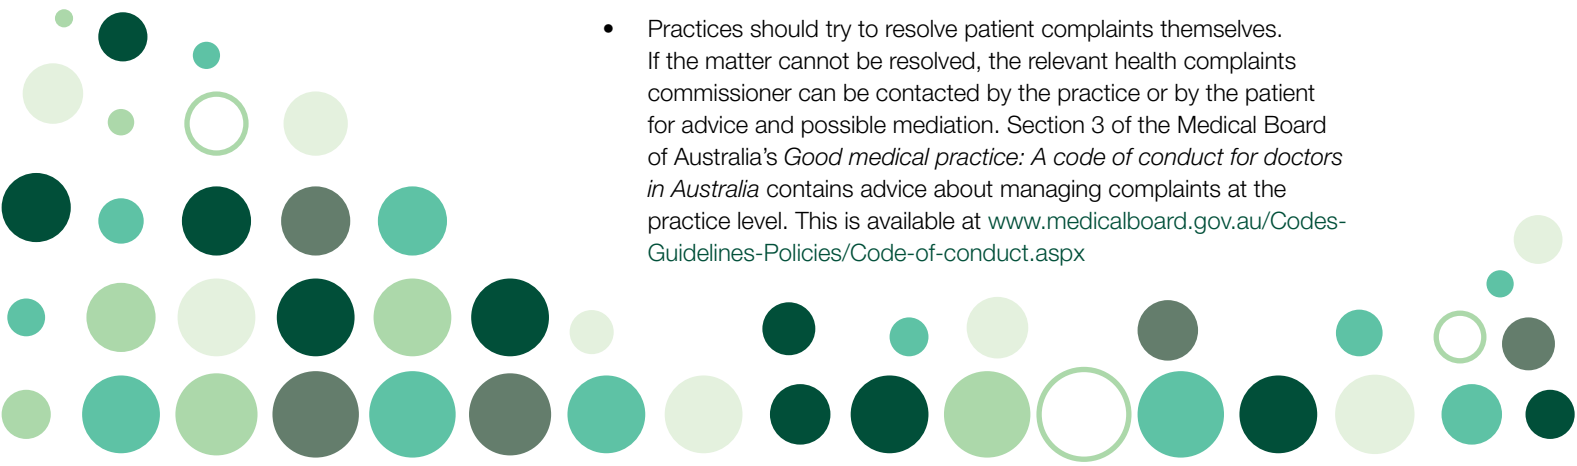 • Practices should try to resolve patient complaints themselves.
If the matter cannot be resolved, the relevant health complaints
commissioner can be contacted by the practice or by the patient
for advice and possible mediation. Section 3 of the Medical Board
of Australia’s Good medical practice: A code of conduct for doctors
in Australia contains advice about managing complaints at the
practice level. This is available at www.medicalboard.gov.au/Codes-
Guidelines-Policies/Code-of-conduct.aspx